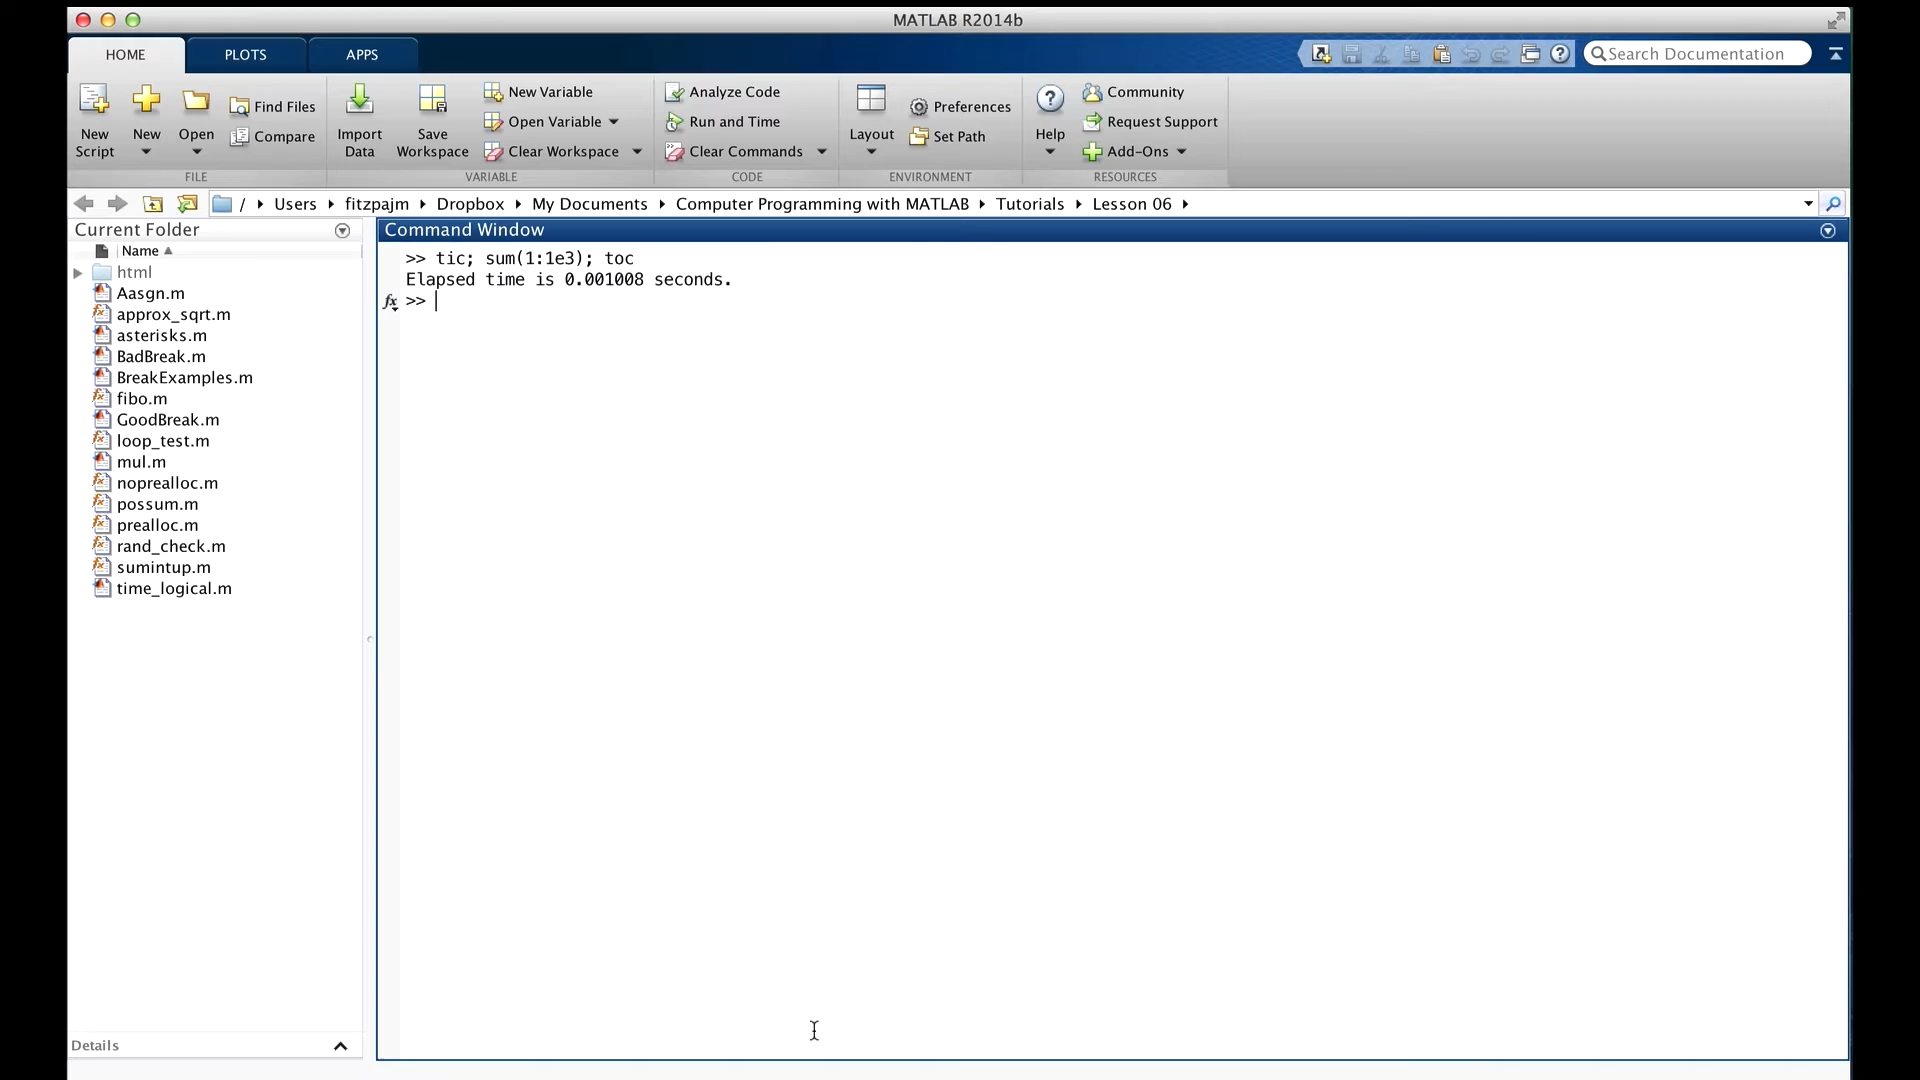 MATLAB R2014b
HOME
PLOTS
APPS
Search Documentation
New Script
New
Open
Find Files
Compare
Import Data
Save Workspace
New Variable
Open Variable
Clear Workspace
Analyze Code
Run and Time
Clear Commands
Layout
Preferences
Set Path
Help
Community
Request Support
Add-Ons
FILE
VARIABLE
CODE
ENVIRONMENT
RESOURCES
/ Users fitzpajm Dropbox My Documents Computer Programming with MATLAB Tutorials Lesson 06
Current Folder
Name
html
Aasgn.m
approx_sqrt.m
asterisks.m
BadBreak.m
BreakExamples.m
fibo.m
GoodBreak.m
loop_test.m
mul.m
noprealloc.m
possum.m
prealloc.m
rand_check.m
sumintup.m
time_logical.m
Details
Command Window
>> tic; sum(1:1e3); toc
Elapsed time is 0.001008 seconds.
fx >>